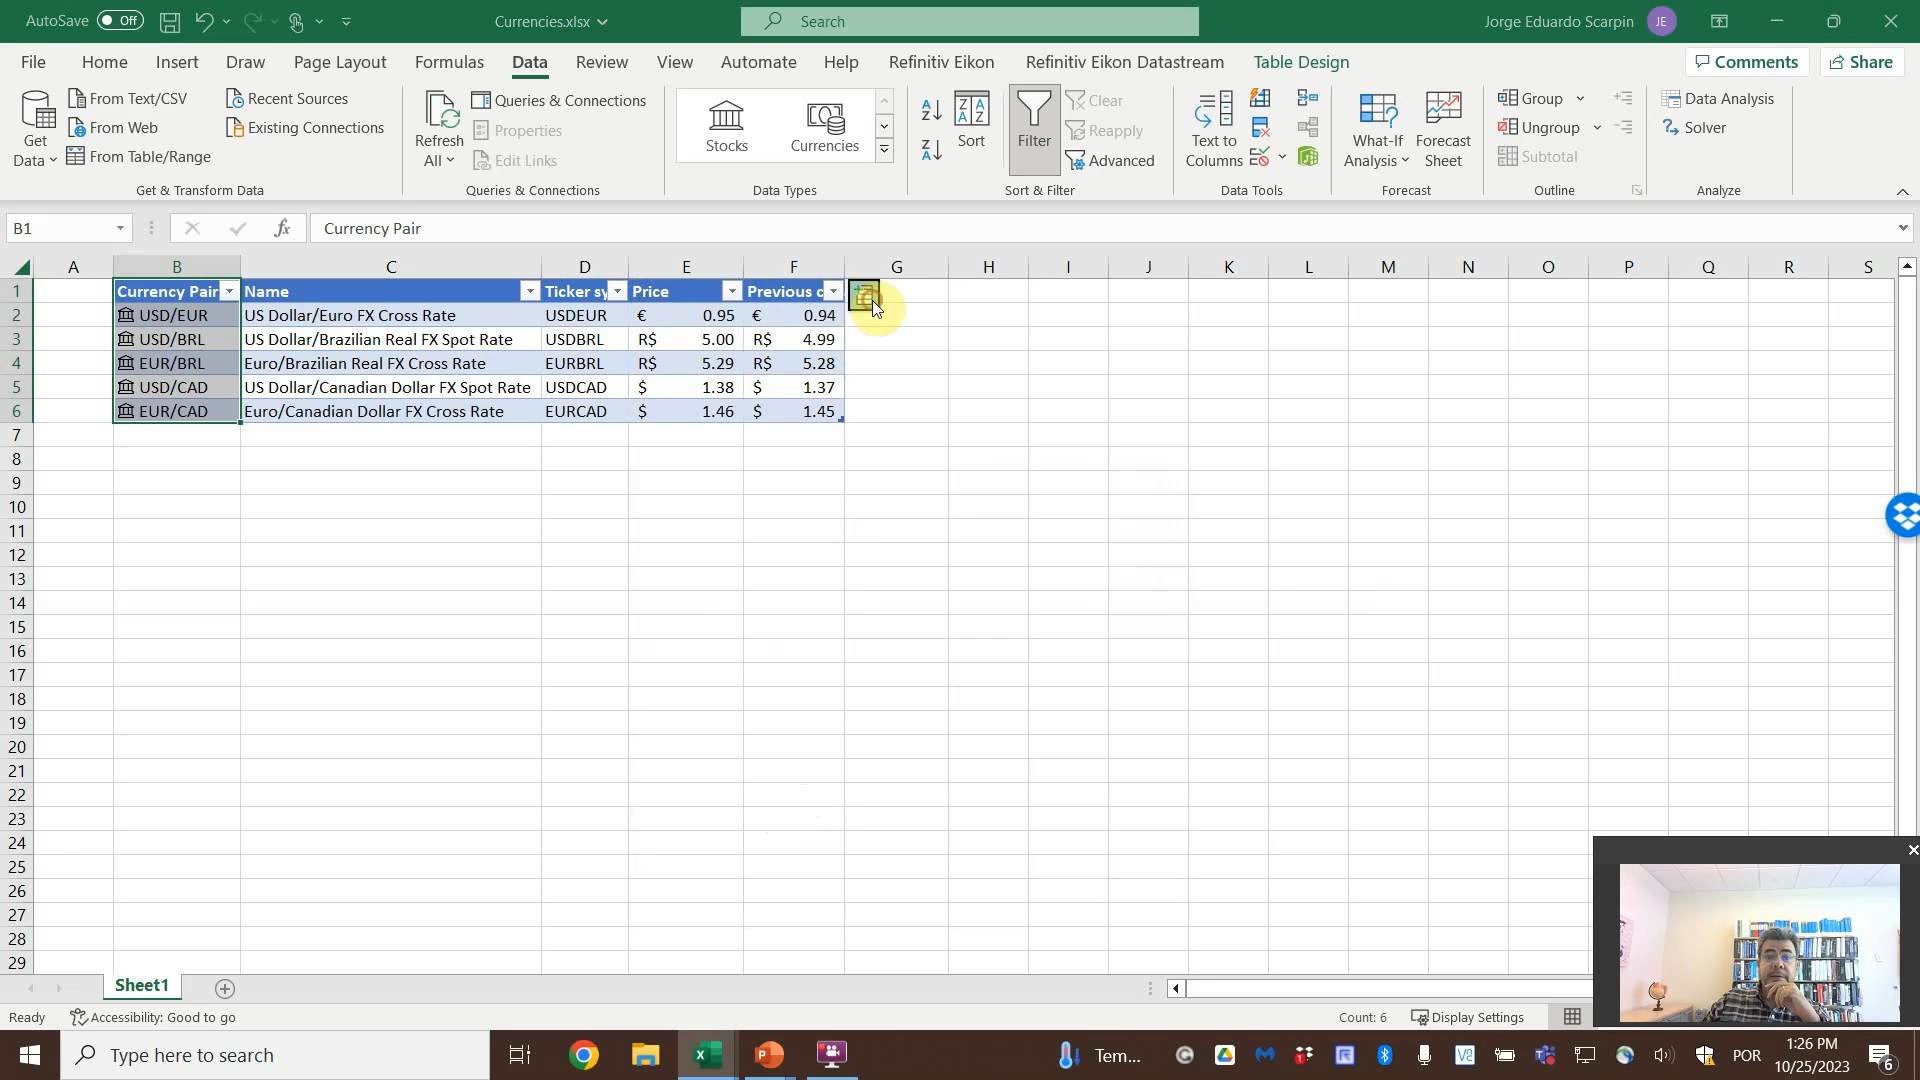 AutoSave Off Currencies.xlsx Search Jorge Eduardo Scarpin JE
File Home Insert Draw Page Layout Formulas Data Review View Automate Help Refinitiv Eikon Refinitiv Eikon Datastream Table Design Comments Share
Get Data
From Text/CSV
From Web
From Table/Range
Recent Sources
Existing Connections
Get & Transform Data
Refresh All
Queries & Connections
Properties
Edit Links
Queries & Connections
Stocks Currencies
Data Types
Sort
Filter
Clear
Reapply
Advanced
Sort & Filter
Text to Columns
Data Tools
What-If Analysis
Forecast Sheet
Forecast
Group
Ungroup
Subtotal
Outline
Data Analysis
Solver
Analyze
B1 fx Currency Pair
A B C D E F G H I J K L M N O P Q R S
1 Currency Pair Name Ticker sy Price Previous c
2 USD/EUR US Dollar/Euro FX Cross Rate USDEUR € 0.95 € 0.94
3 USD/BRL US Dollar/Brazilian Real FX Spot Rate USDBRL R$ 5.00 R$ 4.99
4 EUR/BRL Euro/Brazilian Real FX Cross Rate EURBRL R$ 5.29 R$ 5.28
5 USD/CAD US Dollar/Canadian Dollar FX Spot Rate USDCAD $ 1.38 $ 1.37
6 EUR/CAD Euro/Canadian Dollar FX Cross Rate EURCAD $ 1.46 $ 1.45
7
8
9
10
11
12
13
14
15
16
17
18
19
20
21
22
23
24
25
26
27
28
29
Sheet1
Ready Accessibility: Good to go Count: 6 Display Settings
Type here to search Tem... POR 1:26 PM
10/25/2023 6